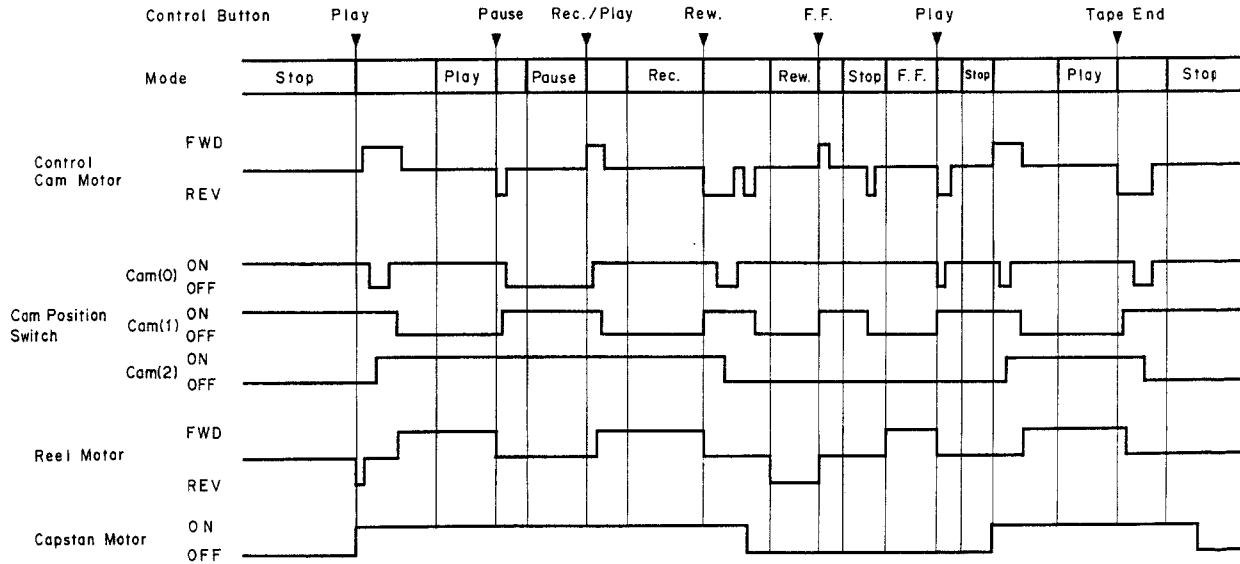 Control Button Play Pause Rec./Play Rew. F.F. Play Tape End
Mode Stop Play Pause Rec. Rew. Stop F.F. Stop Play Stop
FWD
Control
Cam Motor
REV
ON
Cam(0)
OFF
Cam Position
Switch
ON
Cam(1)
OFF
ON
Cam(2)
OFF
FWD
Reel Motor
REV
ON
Capstan Motor
OFF